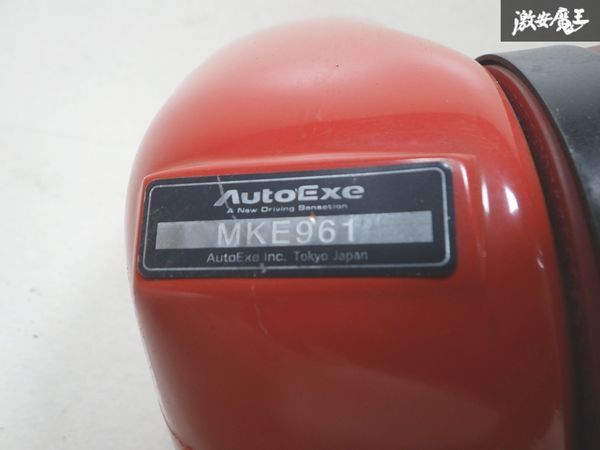 激安魔王
AutoExe
A New Driving Sensation
MKE961
AutoExe Inc. Tokyo Japan